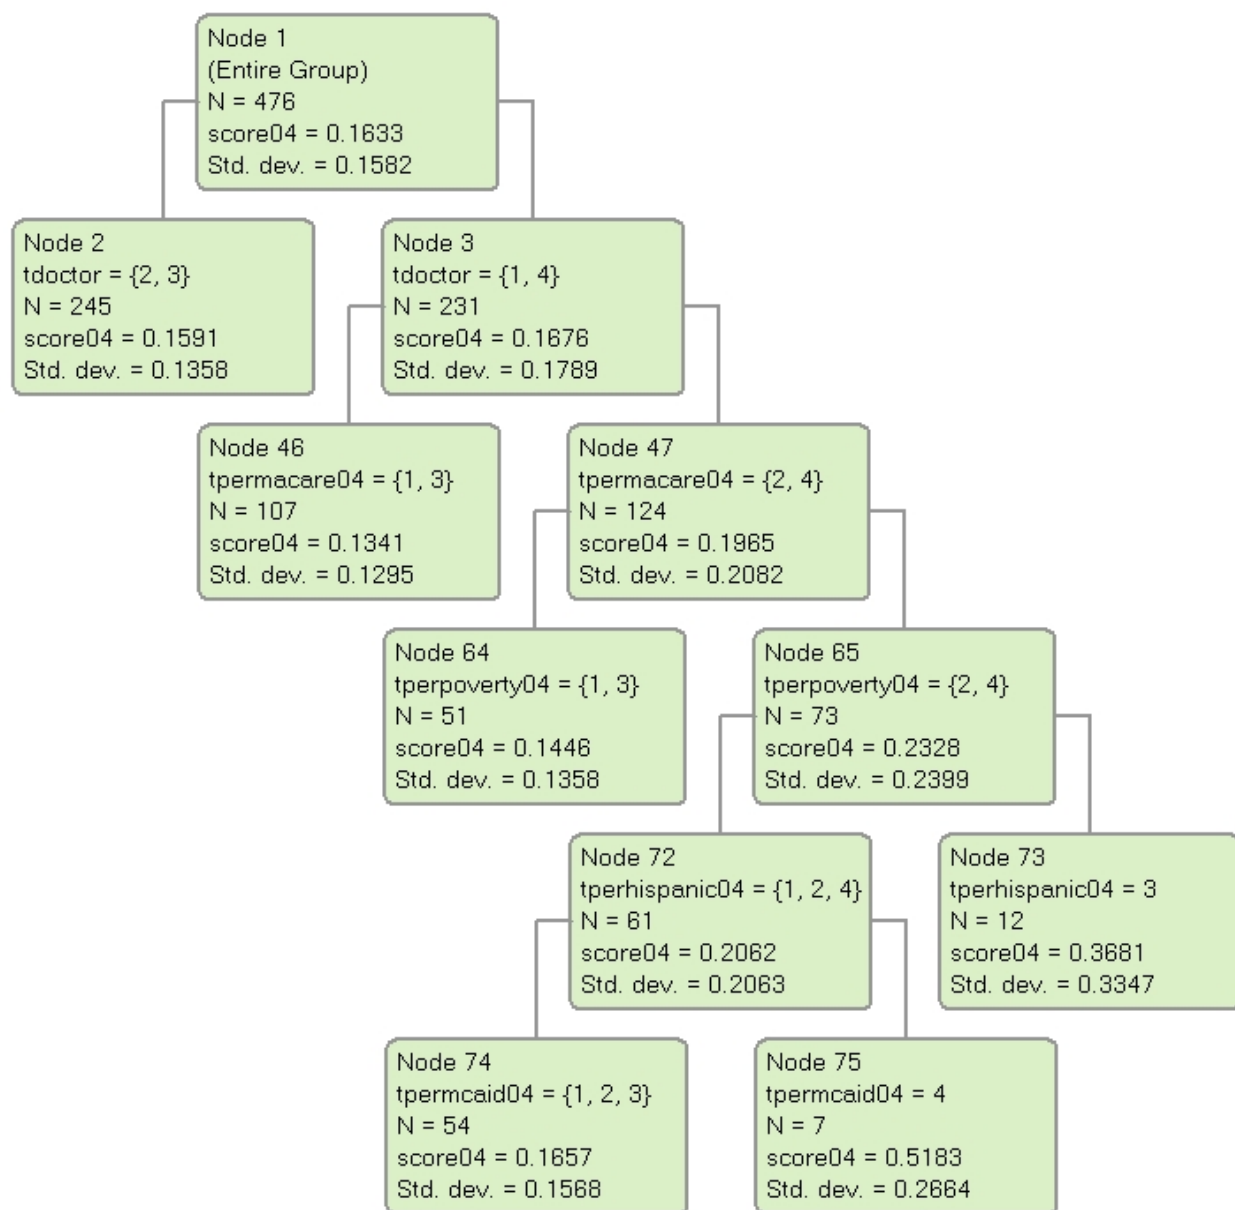 Node 1
(Entire Group)
N = 476
score04 = 0.1633
Std. dev. = 0.1582
Node 2
tdoctor = {2, 3}
N = 245
score04 = 0.1591
Std. dev. = 0.1358
Node 3
tdoctor = {1, 4}
N = 231
score04 = 0.1676
Std. dev. = 0.1789
Node 46
tpermacare04 = {1, 3}
N = 107
score04 = 0.1341
Std. dev. = 0.1295
Node 47
tpermacare04 = {2, 4}
N = 124
score04 = 0.1965
Std. dev. = 0.2082
Node 64
tperpoverty04 = {1, 3}
N = 51
score04 = 0.1446
Std. dev. = 0.1358
Node 65
tperpoverty04 = {2, 4}
N = 73
score04 = 0.2328
Std. dev. = 0.2399
Node 72
tperhispanic04 = {1, 2, 4}
N = 61
score04 = 0.2062
Std. dev. = 0.2063
Node 73
tperhispanic04 = 3
N = 12
score04 = 0.3681
Std. dev. = 0.3347
Node 74
tpermcaid04 = {1, 2, 3}
N = 54
score04 = 0.1657
Std. dev. = 0.1568
Node 75
tpermcaid04 = 4
N = 7
score04 = 0.5183
Std. dev. = 0.2664